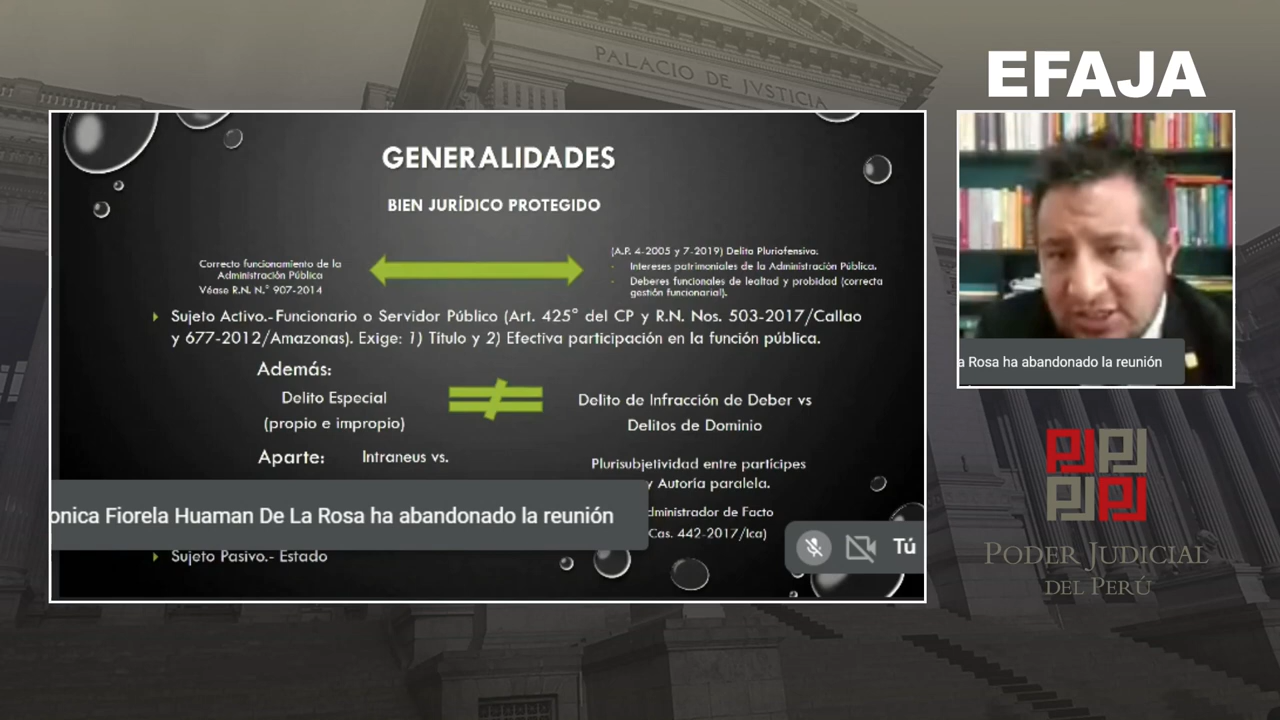 PALACIO DE JUSTICIA
EFAJA
GENERALIDADES
BIEN JURÍDICO PROTEGIDO
Correcto funcionamiento de la
Administración Pública
Véase R.N. N.° 907-2014
(A.P. 4-2005 y 7-2019) Delito Pluriofensivo.
Intereses patrimoniales de la Administración Pública.
Deberes funcionales de lealtad y probidad (correcta
gestión funcionarial).
Sujeto Activo.-Funcionario o Servidor Público (Art. 425° del CP y R.N. Nos. 503-2017/Callao
y 677-2012/Amazonas). Exige: 1) Título y 2) Efectiva participación en la función pública.
Además:
Delito Especial
(propio e impropio)
Delito de Infracción de Deber vs
Delitos de Dominio
Aparte: Intraneus vs.
Plurisubjetividad entre partícipes
y Autoría paralela.
dministrador de Facto
Cas. 442-2017/Ica)
onica Fiorela Huaman De La Rosa ha abandonado la reunión
Tú
Sujeto Pasivo.- Estado
a Rosa ha abandonado la reunión
PODER JUDICIAL
DEL PERÚ